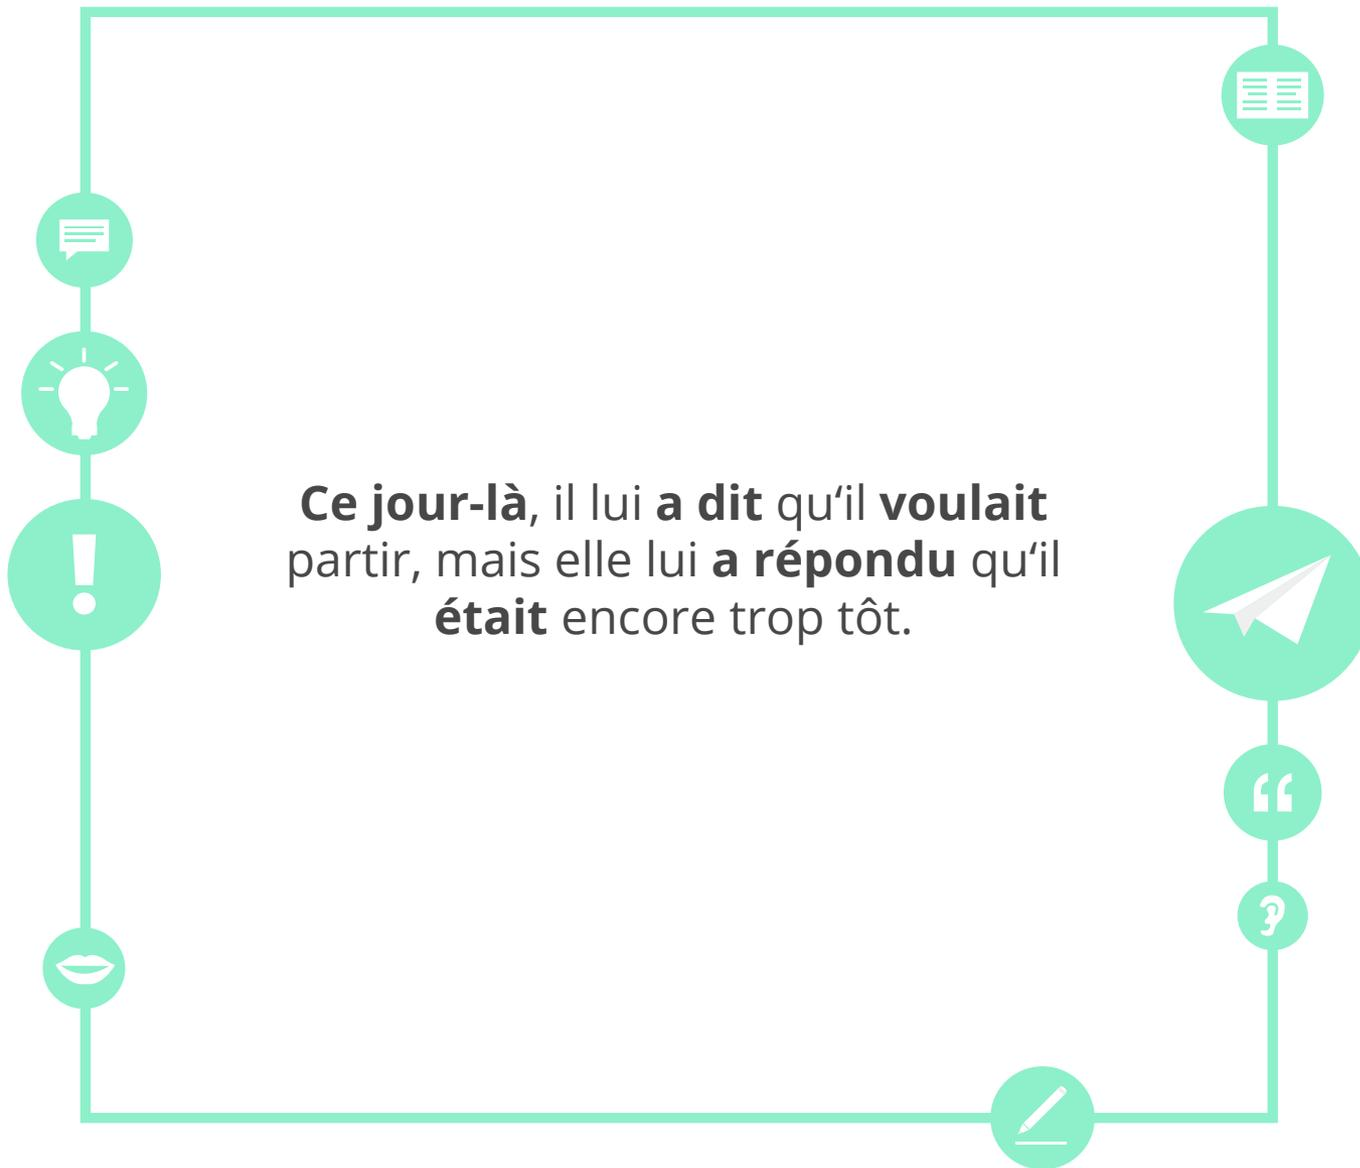 Ce jour-là, il lui a dit qu‘il voulait
partir, mais elle lui a répondu qu‘il
était encore trop tôt.